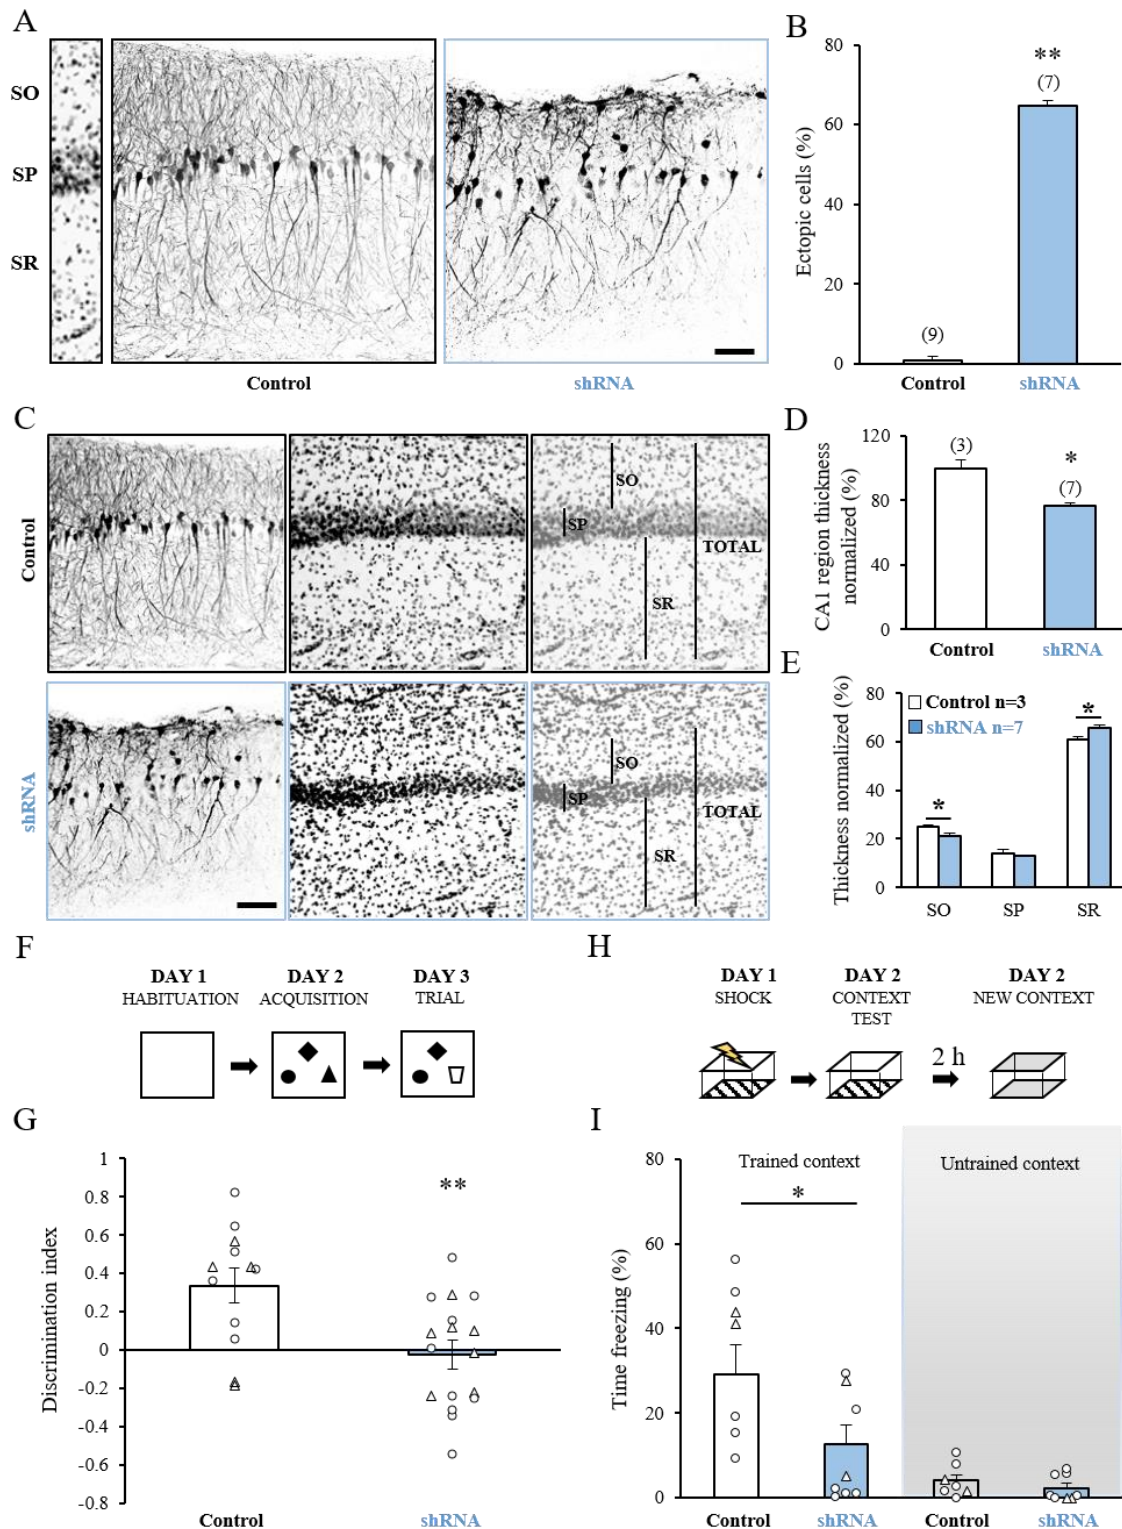 A
SO
SP
SR
Control
shRNA
B
Ectopic cells (%)
80
60
40
20
0
**
(7)
(9)
Control
shRNA
C
Control
shRNA
SO
SP
TOTAL
SR
SO
SP
TOTAL
SR
D
CA1 region thickness
normalized (%)
120
80
40
0
(3)
*
(7)
Control
shRNA
E
Thickness normalized (%)
80
60
40
20
0
Control n=3
shRNA n=7
*
*
SO
SP
SR
F
DAY 1
HABITUATION
DAY 2
ACQUISITION
DAY 3
TRIAL
H
DAY 1
SHOCK
DAY 2
CONTEXT
TEST
2 h
DAY 2
NEW CONTEXT
G
Discrimination index
1
0.8
0.6
0.4
0.2
0
-0.2
-0.4
-0.6
-0.8
**
Control
shRNA
I
Time freezing (%)
80
60
40
20
0
Trained context
*
Untrained context
Control
shRNA
Control
shRNA